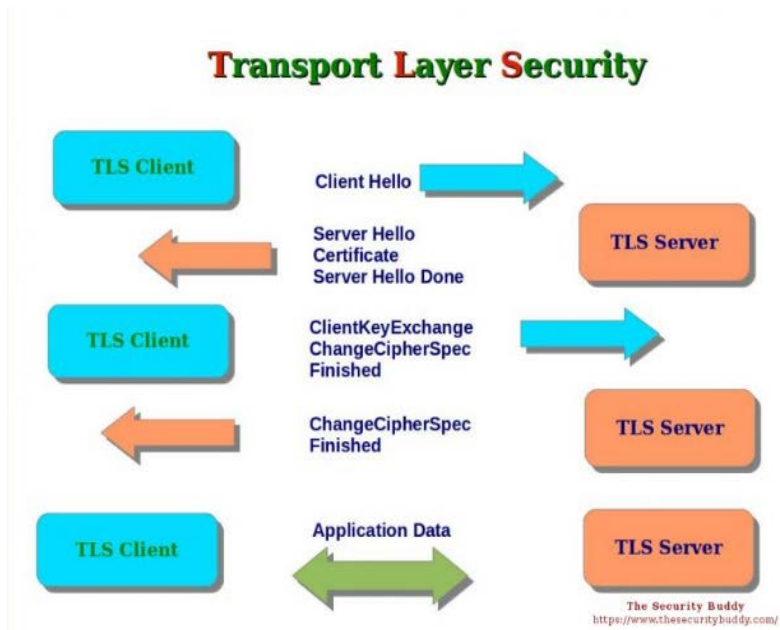 Transport Layer Security
TLS Client
Client Hello
Server Hello
Certificate
Server Hello Done
TLS Server
TLS Client
ClientKeyExchange
ChangeCipherSpec
Finished
ChangeCipherSpec
Finished
TLS Server
TLS Client
Application Data
TLS Server
The Security Buddy
https://www.thesecuritybuddy.com/